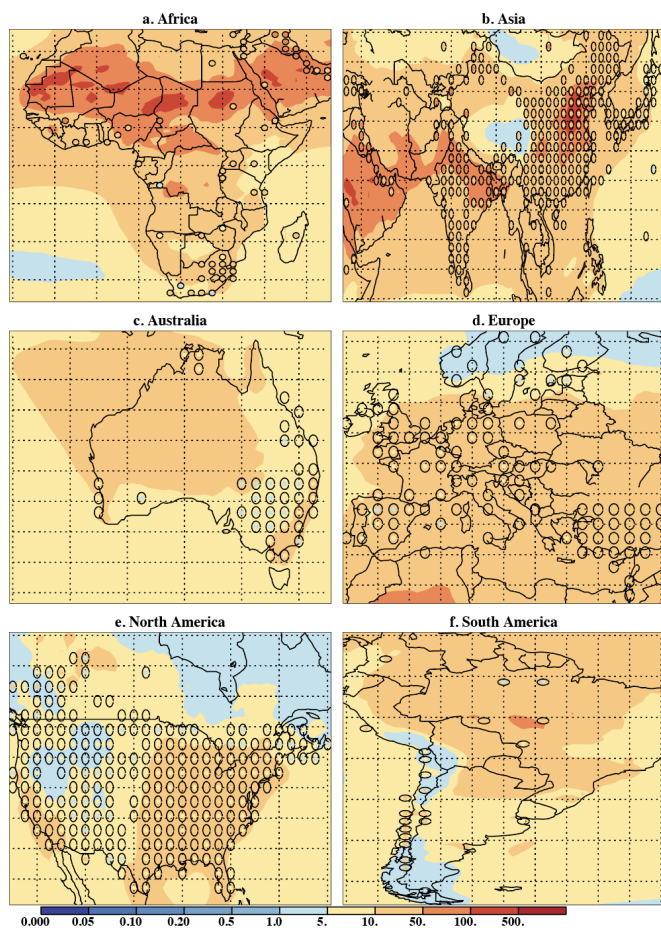 a. Africa
b. Asia
c. Australia
d. Europe
e. North America
f. South America
0.000 0.05 0.10 0.20 0.5 1.0 5. 10. 50. 100. 500.